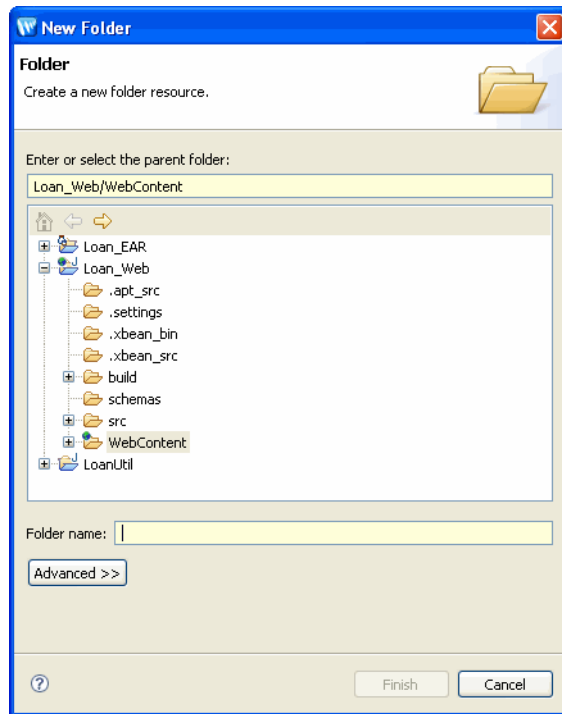 New Folder
Folder
Create a new folder resource.
Enter or select the parent folder:
Loan_Web/WebContent
Loan_EAR
Loan_Web
.apt_src
.settings
.xbean_bin
.xbean_src
build
schemas
src
WebContent
LoanUtil
Folder name:
Advanced >>
Finish
Cancel